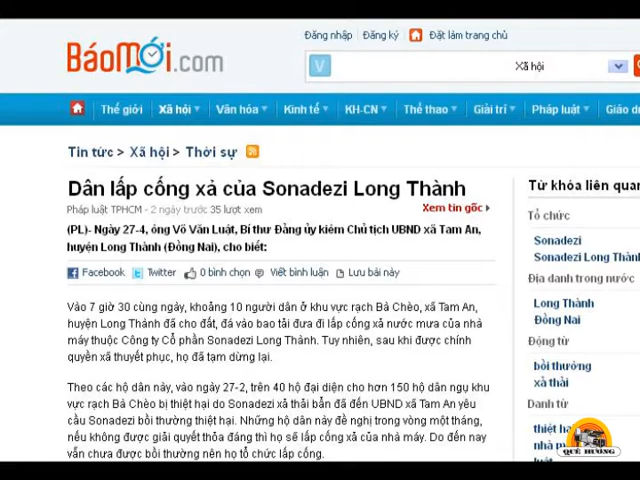 BáoMới.com
Đăng nhập Đăng ký Đặt làm trang chủ
V Xã hội
Thế giới Xã hội Văn hóa Kinh tế KH-CN Thể thao Giải trí Pháp luật Giáo
Tin tức > Xã hội > Thời sự
Dân lấp cống xả của Sonadezi Long Thành
Pháp luật TPHCM - 2 ngày trước 35 lượt xem
Xem tin gốc
(PL)- Ngày 27-4, ông Võ Văn Luật, Bí thư Đảng ủy kiêm Chủ tịch UBND xã Tam An,
huyện Long Thành (Đồng Nai), cho biết:
Facebook Twitter 0 bình chọn Viết bình luận Lưu bài này
Vào 7 giờ 30 cùng ngày, khoảng 10 người dân ở khu vực rạch Bà Chèo, xã Tam An,
huyện Long Thành đã cho đất, đá vào bao tải đưa đi lấp cống xả nước mưa của nhà
máy thuộc Công ty Cổ phần Sonadezi Long Thành. Tuy nhiên, sau khi được chính
quyền xã thuyết phục, họ đã tạm dừng lại.
Theo các hộ dân này, vào ngày 27-2, trên 40 hộ đại diện cho hơn 150 hộ dân ngụ khu
vực rạch Bà Chèo bị thiệt hại do Sonadezi xả thải bẩn đã đến UBND xã Tam An yêu
cầu Sonadezi bồi thường thiệt hại. Những hộ dân này đề nghị trong vòng một tháng,
nếu không được giải quyết thỏa đáng thì họ sẽ lấp cống xả của nhà máy. Do đến nay
vẫn chưa được bồi thường nên họ tổ chức lấp cống.
Từ khóa liên quan
Tổ chức
Sonadezi
Sonadezi Long Thành
Địa danh trong nước
Long Thành
Đồng Nai
Động từ
bồi thường
xả thải
Danh từ
thiệt
nhà
QUÊ HƯƠNG